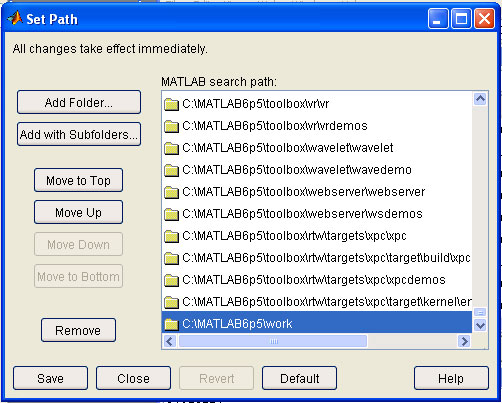 Set Path
All changes take effect immediately.
MATLAB search path:
Add Folder...
Add with Subfolders...
Move to Top
Move Up
Move Down
Move to Bottom
Remove
C:\MATLAB6p5\toolbox\vr\vr
C:\MATLAB6p5\toolbox\vr\vrdemos
C:\MATLAB6p5\toolbox\wavelet\wavelet
C:\MATLAB6p5\toolbox\wavelet\wavedemo
C:\MATLAB6p5\toolbox\webserver\webserver
C:\MATLAB6p5\toolbox\webserver\wsdemos
C:\MATLAB6p5\toolbox\rtw\targets\xpc\xpc
C:\MATLAB6p5\toolbox\rtw\targets\xpc\target\build\xpc
C:\MATLAB6p5\toolbox\rtw\targets\xpc\xpcdemos
C:\MATLAB6p5\toolbox\rtw\targets\xpc\target\kernel\en
C:\MATLAB6p5\work
Save
Close
Revert
Default
Help